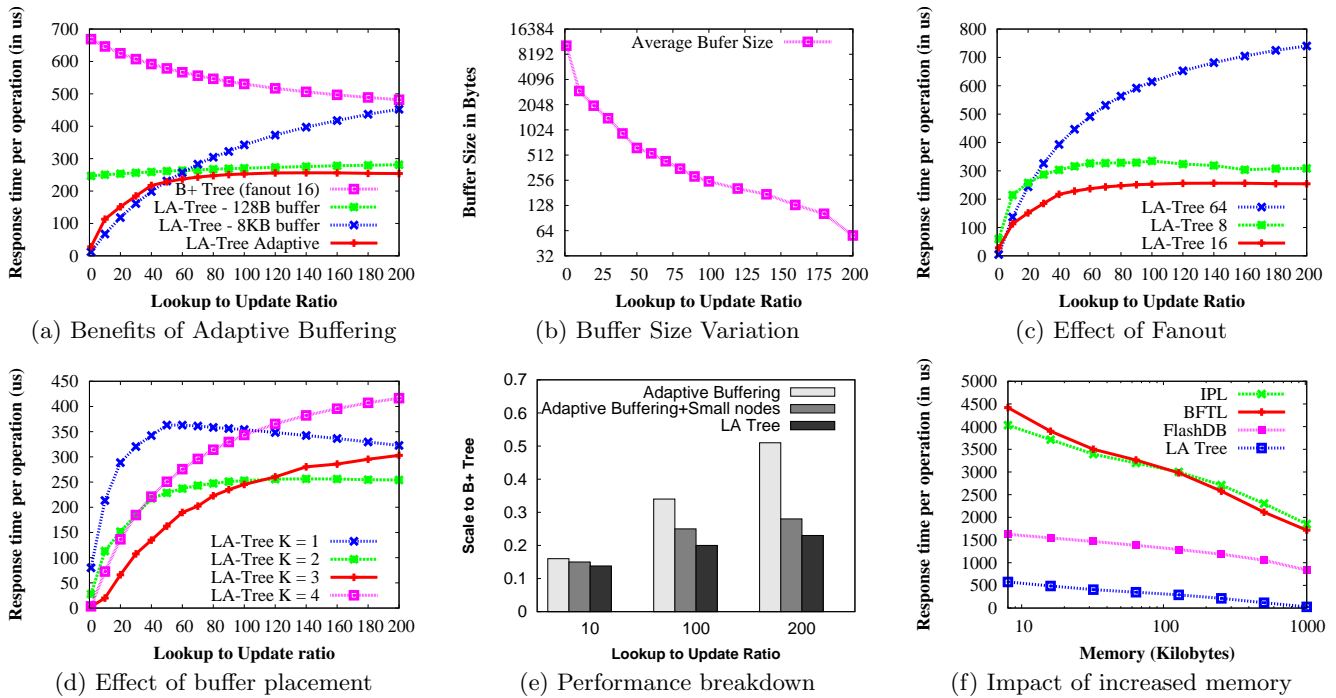 Response time per operation (in us)
700
600
500
400
300
200
100
0
B+ Tree (fanout 16)
LA-Tree - 128B buffer
LA-Tree - 8KB buffer
LA-Tree Adaptive
0 20 40 60 80 100 120 140 160 180 200
Lookup to Update Ratio
(a) Benefits of Adaptive Buffering
Buffer Size in Bytes
16384
8192
4096
2048
1024
512
256
128
64
32
Average Bufer Size
0 25 50 75 100 125 150 175 200
Lookup to Update Ratio
(b) Buffer Size Variation
Response time per operation (in us)
800
700
600
500
400
300
200
100
0
LA-Tree 64
LA-Tree 8
LA-Tree 16
0 20 40 60 80 100 120 140 160 180 200
Lookup to Update Ratio
(c) Effect of Fanout
Response time per operation (us)
450
400
350
300
250
200
150
100
50
0
LA-Tree K = 1
LA-Tree K = 2
LA-Tree K = 3
LA-Tree K = 4
0 20 40 60 80 100 120 140 160 180 200
Lookup to Update ratio
(d) Effect of buffer placement
Scale to B+ Tree
0.7
0.6
0.5
0.4
0.3
0.2
0.1
0
Adaptive Buffering
Adaptive Buffering+Small nodes
LA Tree
10 100 200
Lookup to Update Ratio
(e) Performance breakdown
Response time per operation (in us)
5000
4500
4000
3500
3000
2500
2000
1500
1000
500
0
IPL
BFTL
FlashDB
LA Tree
10 100 1000
Memory (Kilobytes)
(f) Impact of increased memory